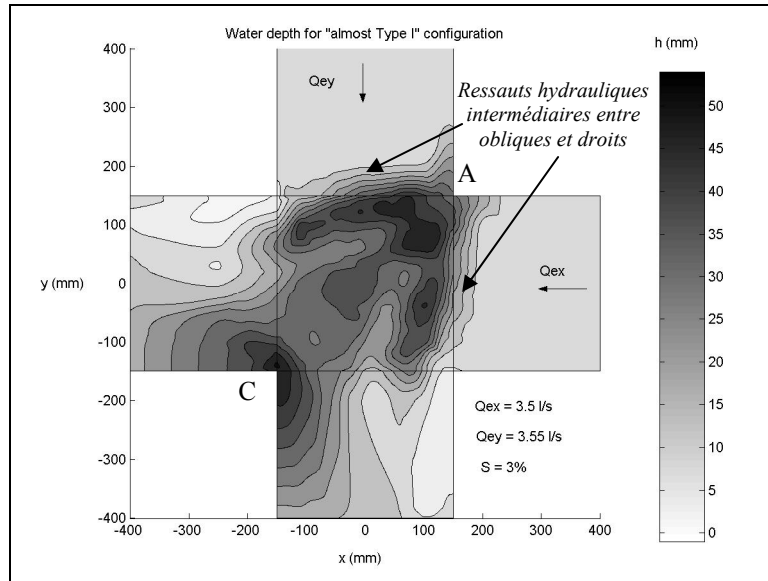 Water depth for "almost Type I" configuration
h (mm)
400
300
200
100
0
-100
-200
-300
-400
y (mm)
Qey
Ressauts hydrauliques
intermédiaires entre
obliques et droits
A
Qex
C
Qex = 3.5 l/s
Qey = 3.55 l/s
S = 3%
-400 -300 -200 -100 0 100 200 300 400
x (mm)
50
45
40
35
30
25
20
15
10
5
0